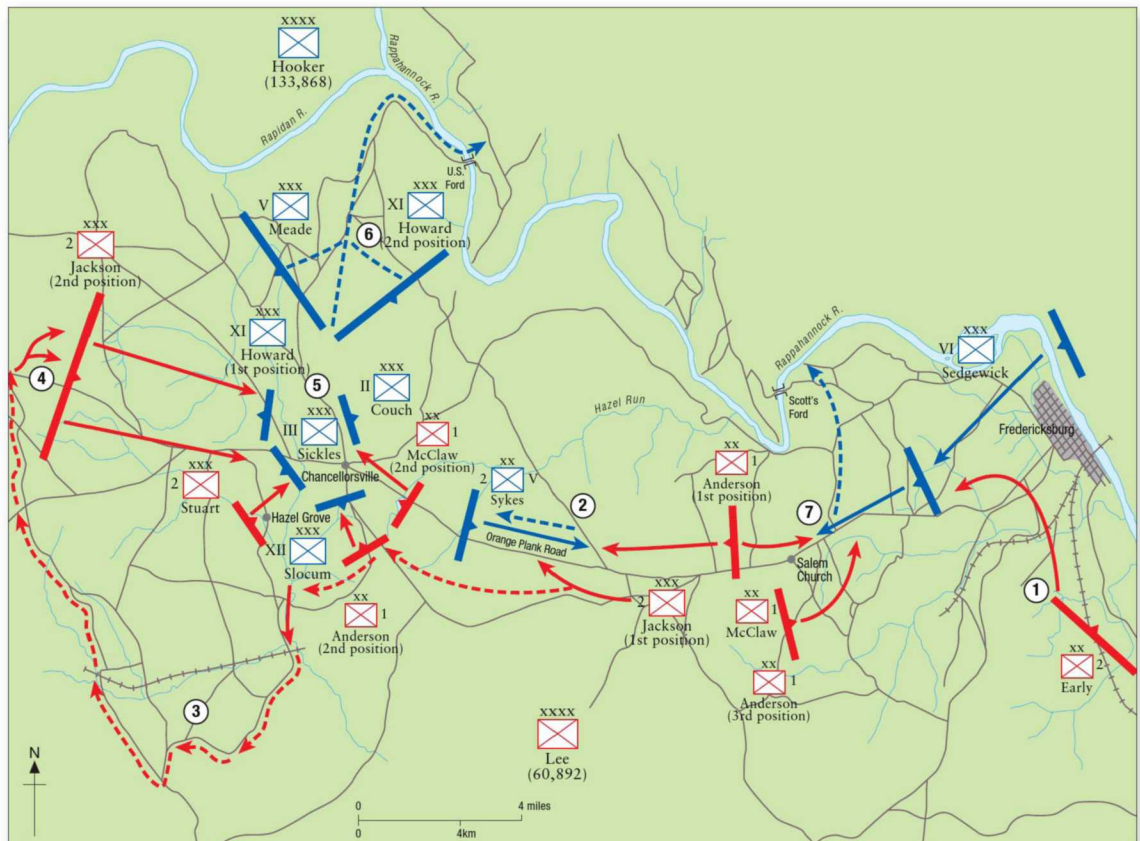 xxxx
Hooker
(133,868)
Rappahannock R.
Rapidan R.
U.S.
Ford
xxx
V
Meade
xxx
XI
Howard
(2nd position)
6
xxx
2
Jackson
(2nd position)
xxx
XI
Howard
(1st position)
4
5
xxx
II
Couch
xxx
III
Sickles
Chancellorsville
xx
1
McClaw
(2nd position)
Hazel Run
Rappahannock R.
Scott's
Ford
xxx
VI
Sedgewick
Fredericksburg
xxx
2
Stuart
Hazel Grove
xxx
XII
Slocum
xx
2
V
Sykes
2
Orange Plank Road
xx
1
Anderson
(1st position)
7
Salem
Church
xx
1
Anderson
(2nd position)
xxx
2
Jackson
(1st position)
xx
1
McClaw
xx
1
Anderson
(3rd position)
1
xx
2
Early
3
xxxx
Lee
(60,892)
N
0
4 miles
0
4km